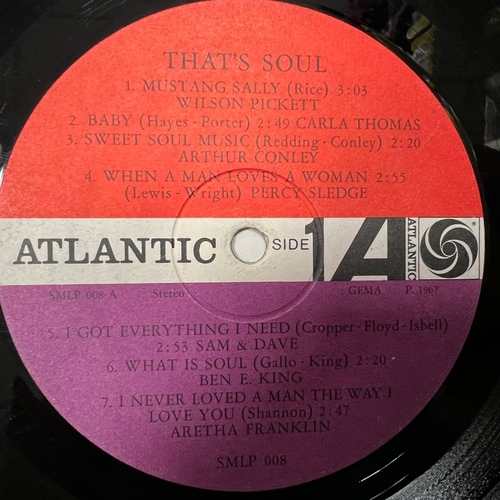 THAT'S SOUL
1. MUSTANG SALLY (Rice) 3:03
WILSON PICKETT
2. BABY (Hayes - Porter) 2:49 CARLA THOMAS
3. SWEET SOUL MUSIC (Redding - Conley) 2:20
ARTHUR CONLEY
4. WHEN A MAN LOVES A WOMAN 2:55
(Lewis - Wright) PERCY SLEDGE
ATLANTIC SIDE 1 A ATLANTIC
SMLP 008 A Stereo GEMA P. 1967
5. I GOT EVERYTHING I NEED (Cropper - Floyd - Isbell)
2:53 SAM & DAVE
6. WHAT IS SOUL (Gallo - King) 2:20
BEN E. KING
7. I NEVER LOVED A MAN THE WAY I
LOVE YOU (Shannon) 2:47
ARETHA FRANKLIN
SMLP 008